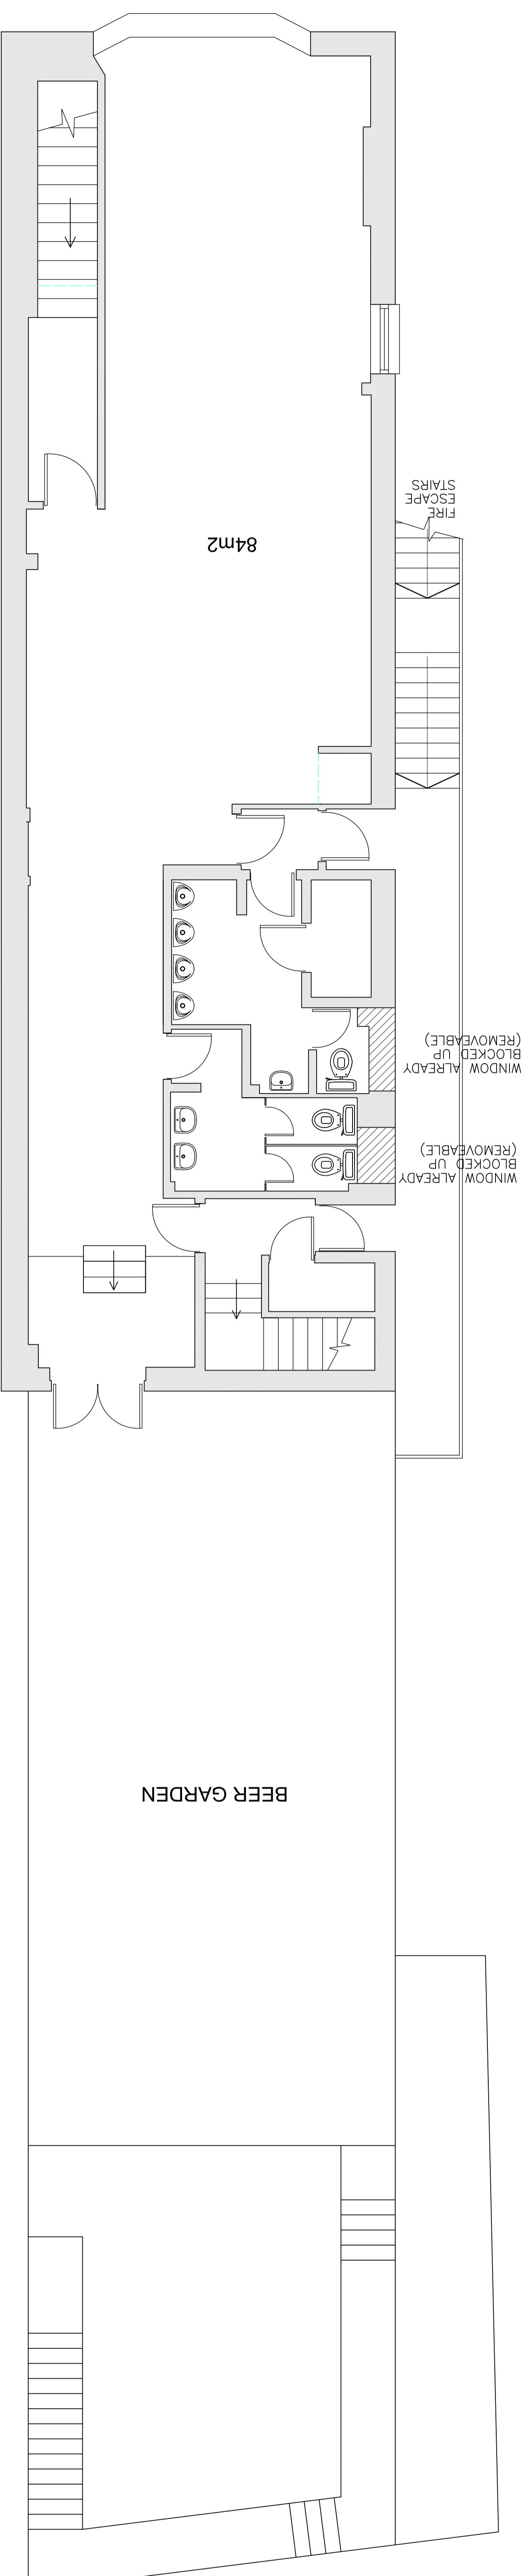 BEER GARDEN
WINDOW ALREADY
BLOCKED UP
(REMOVEABLE)
WINDOW ALREADY
BLOCKED UP
(REMOVEABLE)
84m2
FIRE
ESCAPE
STAIRS